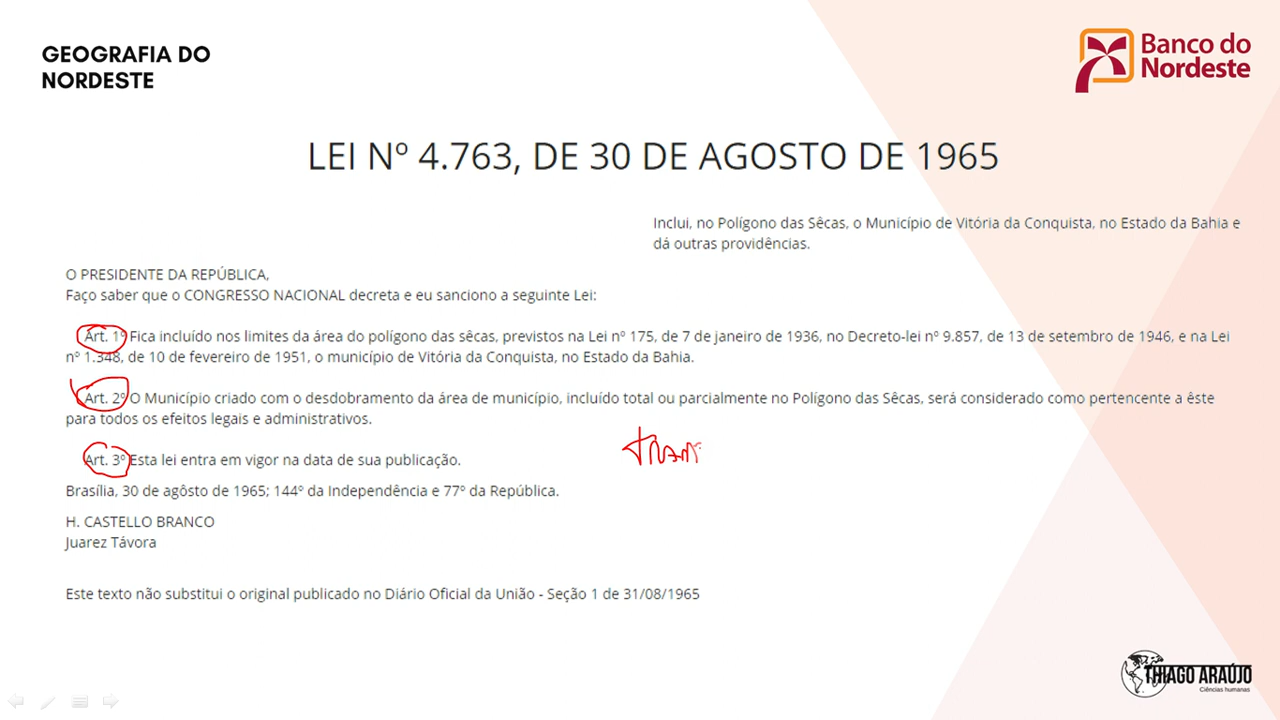 GEOGRAFIA DO
NORDESTE
Banco do
Nordeste
LEI Nº 4.763, DE 30 DE AGOSTO DE 1965
Inclui, no Polígono das Sêcas, o Município de Vitória da Conquista, no Estado da Bahia e
dá outras providências.
O PRESIDENTE DA REPÚBLICA,
Faço saber que o CONGRESSO NACIONAL decreta e eu sanciono a seguinte Lei:
Art. 1º Fica incluído nos limites da área do polígono das sêcas, previstos na Lei nº 175, de 7 de janeiro de 1936, no Decreto-lei nº 9.857, de 13 de setembro de 1946, e na Lei
nº 1.348, de 10 de fevereiro de 1951, o município de Vitória da Conquista, no Estado da Bahia.
Art. 2º O Município criado com o desdobramento da área de município, incluído total ou parcialmente no Polígono das Sêcas, será considerado como pertencente a êste
para todos os efeitos legais e administrativos.
Art. 3º Esta lei entra em vigor na data de sua publicação.
Brasília, 30 de agôsto de 1965; 144º da Independência e 77º da República.
H. CASTELLO BRANCO
Juarez Távora
Este texto não substitui o original publicado no Diário Oficial da União - Seção 1 de 31/08/1965
THIAGO ARAÚJO
Ciências humanas